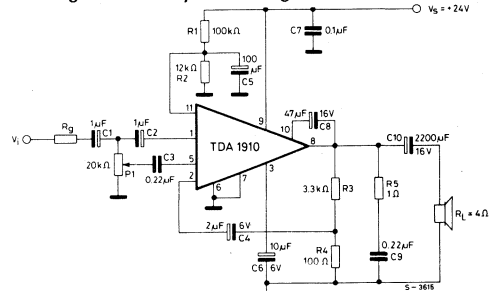 Vs = +24V
R1
100kΩ
C7
0.1µF
12kΩ
R2
100
µF
C5
47µF
16V
C8
11
9
10
1µF
C1
1µF
C2
Rg
Vi
1
TDA 1910
8
C10
2200µF
16V
20kΩ
P1
C3
0.22µF
5
2
6
7
3
3.3kΩ
R3
R5
1Ω
RL = 4Ω
2µF
6V
C4
10µF
C6
6V
R4
100Ω
0.22µF
C9
S-3616